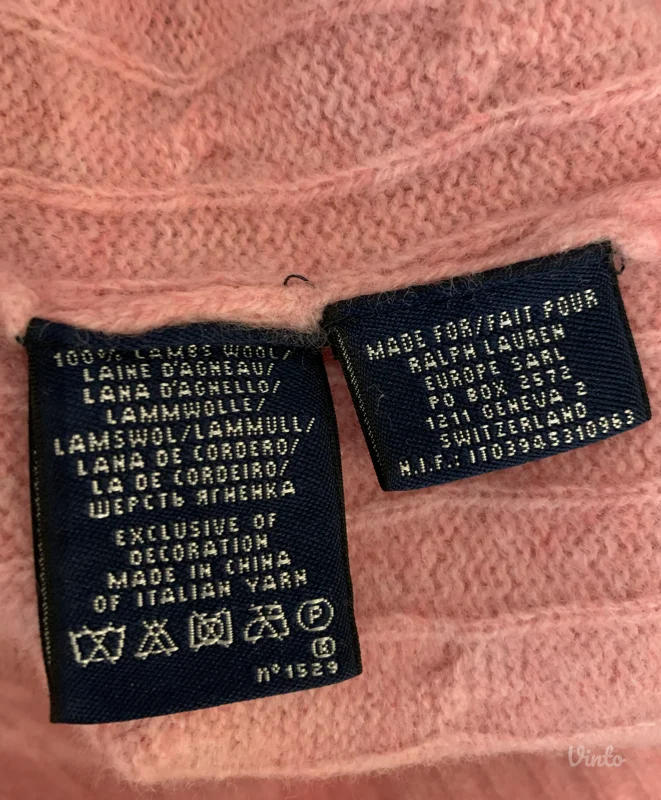 100% LAMBS WOOL/
LAINE D'AGNEAU/
LANA D'AGNELLO/
LAMMWOLLE/
LAMSWOL/LAMMULL/
LANA DE CORDERO/
LA DE CORDEIRO/
ШЕРСТЬ ЯГНЕНКА
EXCLUSIVE OF
DECORATION
MADE IN CHINA
OF ITALIAN YARN
P
K
n°1529
MADE FOR//FAIT POUR
RALPH LAUREN
EUROPE SARL
PO BOX 2572
1211 GENEVA 2
SWITZERLAND
N.I.F.: IT03945310963
Vinto